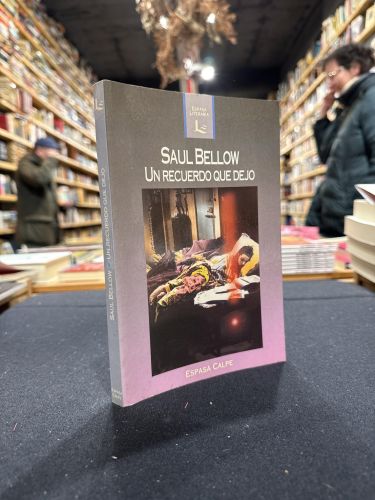 ESPASA
LITERARIA
SAUL BELLOW
UN RECUERDO QUE DEJO
ESPASA CALPE
SAUL BELLOW UN RECUERDO QUE DEJO